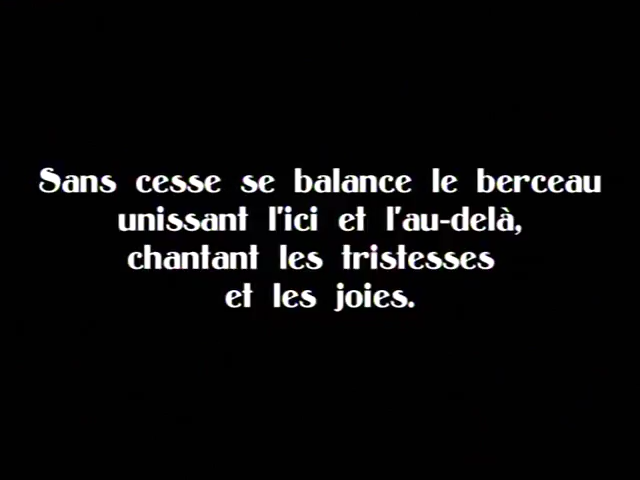 Sans cesse se balance le berceau
unissant l'ici et l'au-delà,
chantant les tristesses
et les joies.